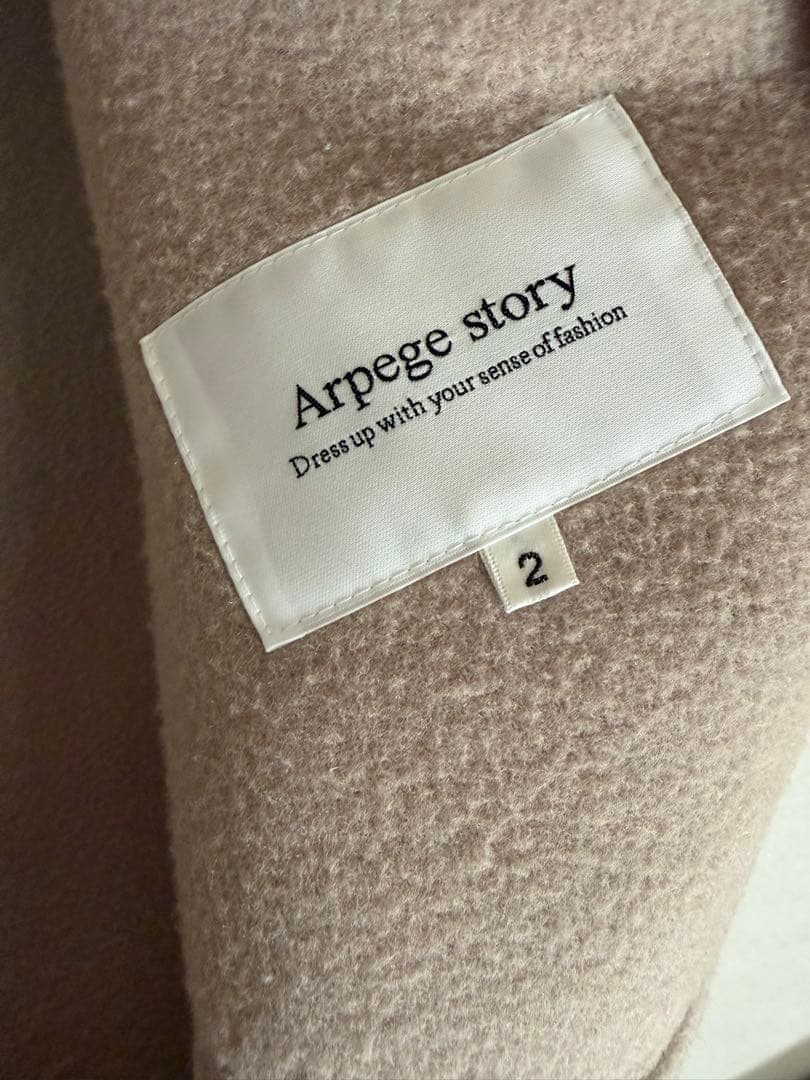 Arpege story
Dress up with your sense of fashion
2